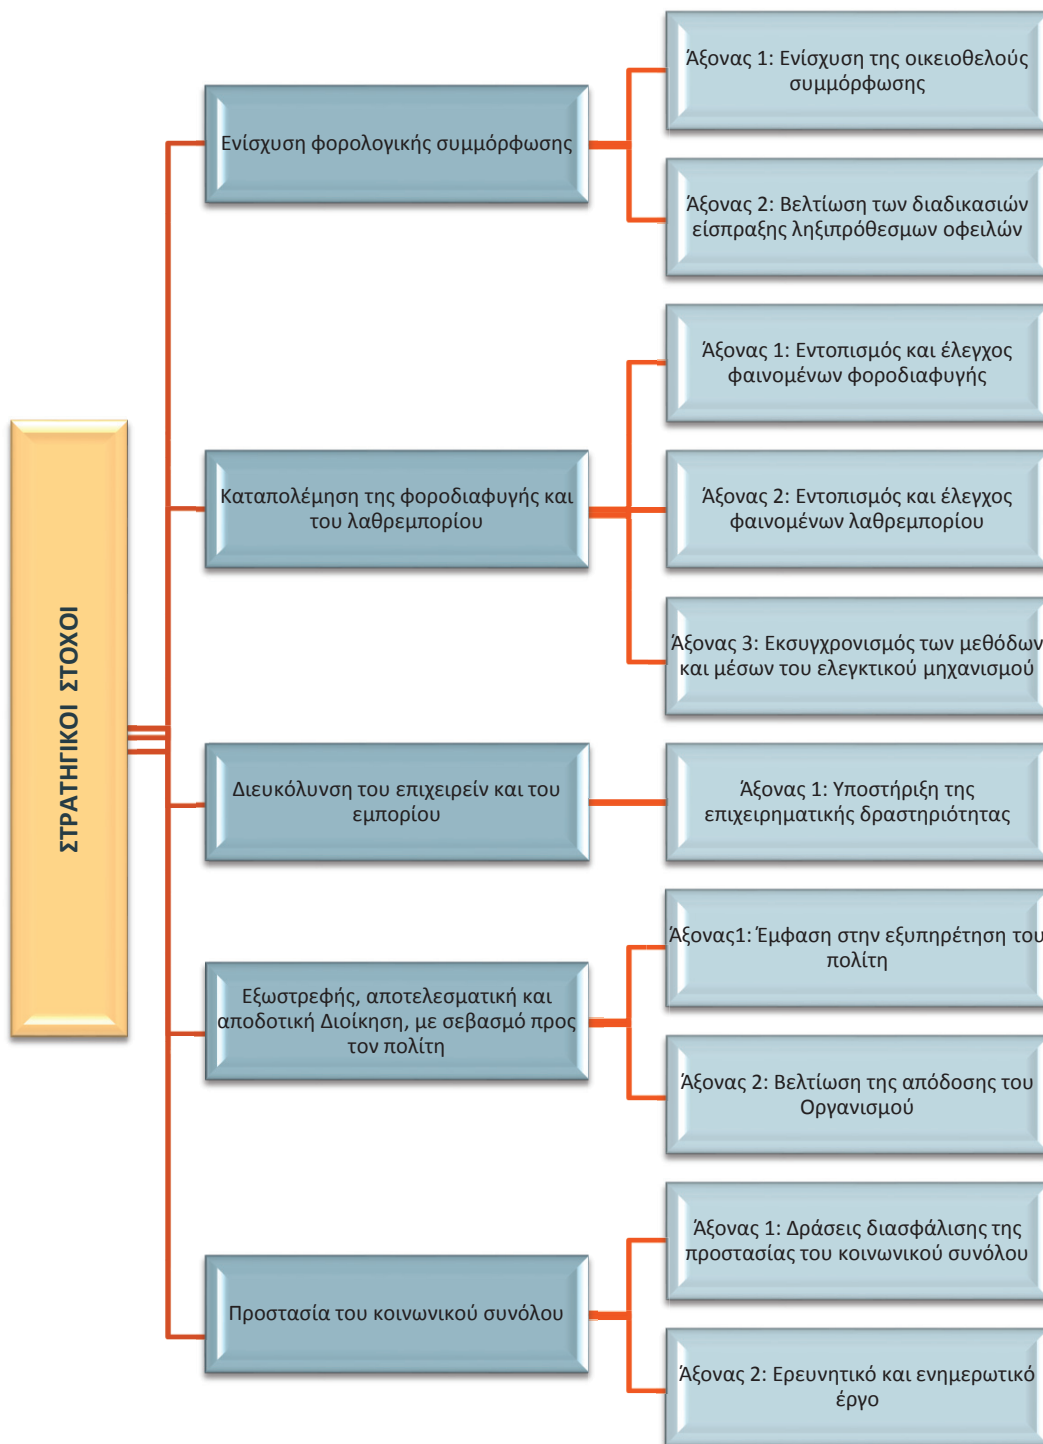 ΣΤΡΑΤΗΓΙΚΟΙ ΣΤΟΧΟΙ
Ενίσχυση φορολογικής συμμόρφωσης
Άξονας 1: Ενίσχυση της οικειοθελούς
συμμόρφωσης
Άξονας 2: Βελτίωση των διαδικασιών
είσπραξης ληξιπρόθεσμων οφειλών
Καταπολέμηση της φοροδιαφυγής και
του λαθρεμπορίου
Άξονας 1: Εντοπισμός και έλεγχος
φαινομένων φοροδιαφυγής
Άξονας 2: Εντοπισμός και έλεγχος
φαινομένων λαθρεμπορίου
Άξονας 3: Εκσυγχρονισμός των μεθόδων
και μέσων του ελεγκτικού μηχανισμού
Διευκόλυνση του επιχειρείν και του
εμπορίου
Άξονας 1: Υποστήριξη της
επιχειρηματικής δραστηριότητας
Εξωστρεφής, αποτελεσματική και
αποδοτική Διοίκηση, με σεβασμό προς
τον πολίτη
Άξονας1: Έμφαση στην εξυπηρέτηση του
πολίτη
Άξονας 2: Βελτίωση της απόδοσης του
Οργανισμού
Προστασία του κοινωνικού συνόλου
Άξονας 1: Δράσεις διασφάλισης της
προστασίας του κοινωνικού συνόλου
Άξονας 2: Ερευνητικό και ενημερωτικό
έργο